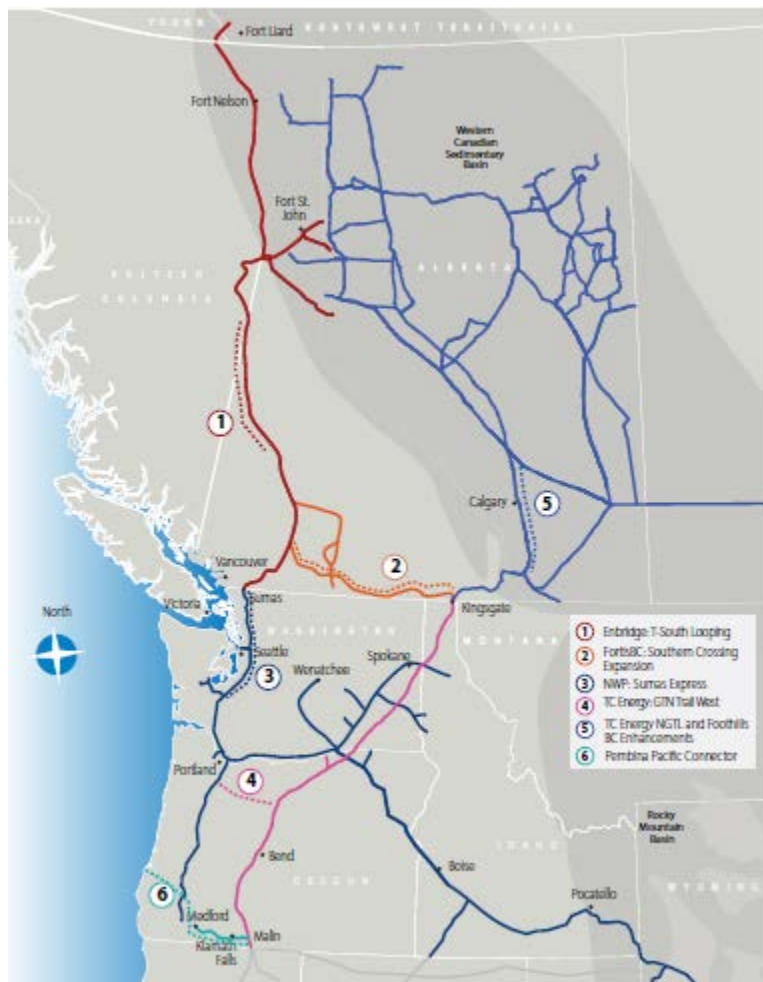 YUKON
NORTHWEST TERRITORIES
Fort Liard
Fort Nelson
Western
Canadian
Sedimentary
Basin
Fort St.
John
ALBERTA
BRITISH
COLUMBIA
1
Calgary
5
2
Vancouver
Sumas
Victoria
Kingsgate
North
WASHINGTON
MONTANA
Seattle
Spokane
Wenatchee
3
1 Enbridge: T-South Looping
2 FortisBC: Southern Crossing
Expansion
3 NWP: Sumas Express
4 TC Energy: GTN Trail West
5 TC Energy NGTL and Foothills
BC Enhancements
6 Pembina Pacific Connector
Portland
4
Rocky
Mountain
Basin
Bend
Boise
IDAHO
OREGON
WYOMING
Pocatello
6
Medford
Malin
Klamath
Falls